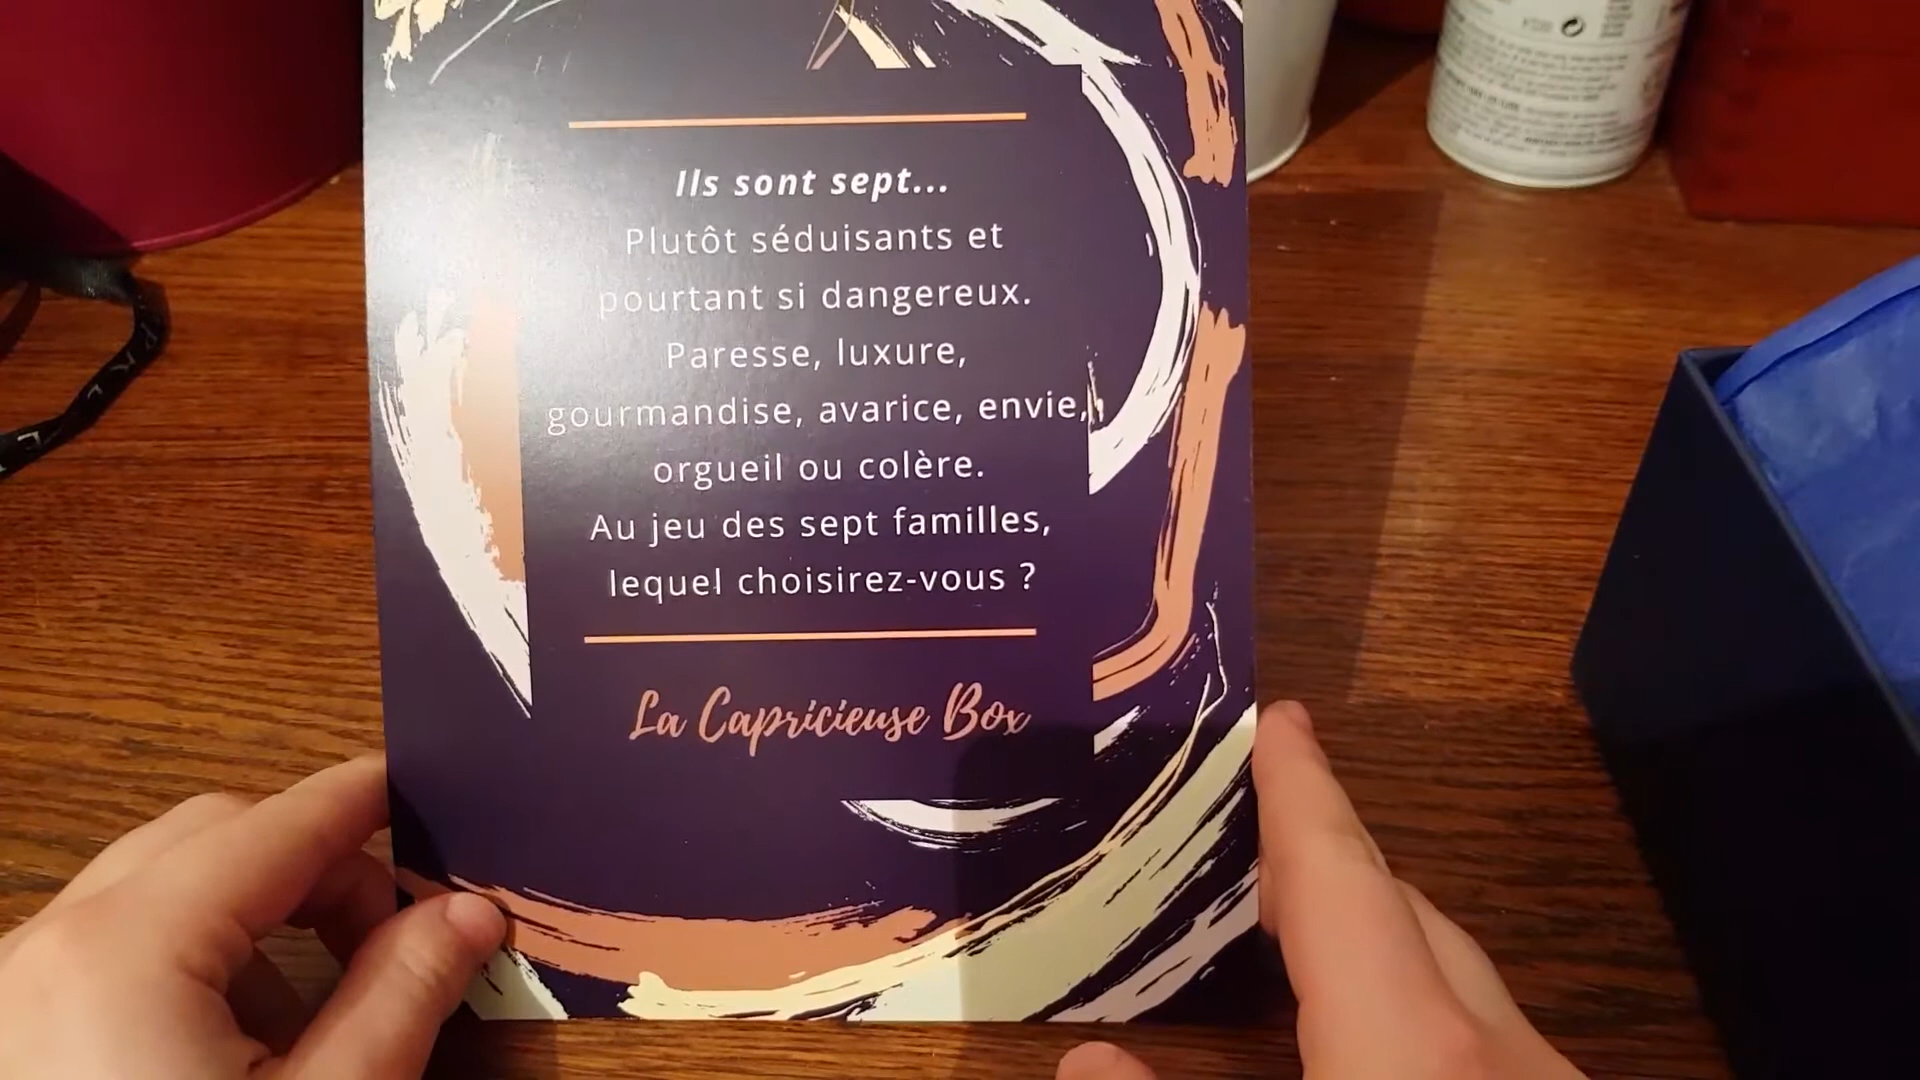 Ils sont sept...
Plutôt séduisants et
pourtant si dangereux.
Paresse, luxure,
gourmandise, avarice, envie,
orgueil ou colère.
Au jeu des sept familles,
lequel choisirez-vous ?
La Capricieuse Box